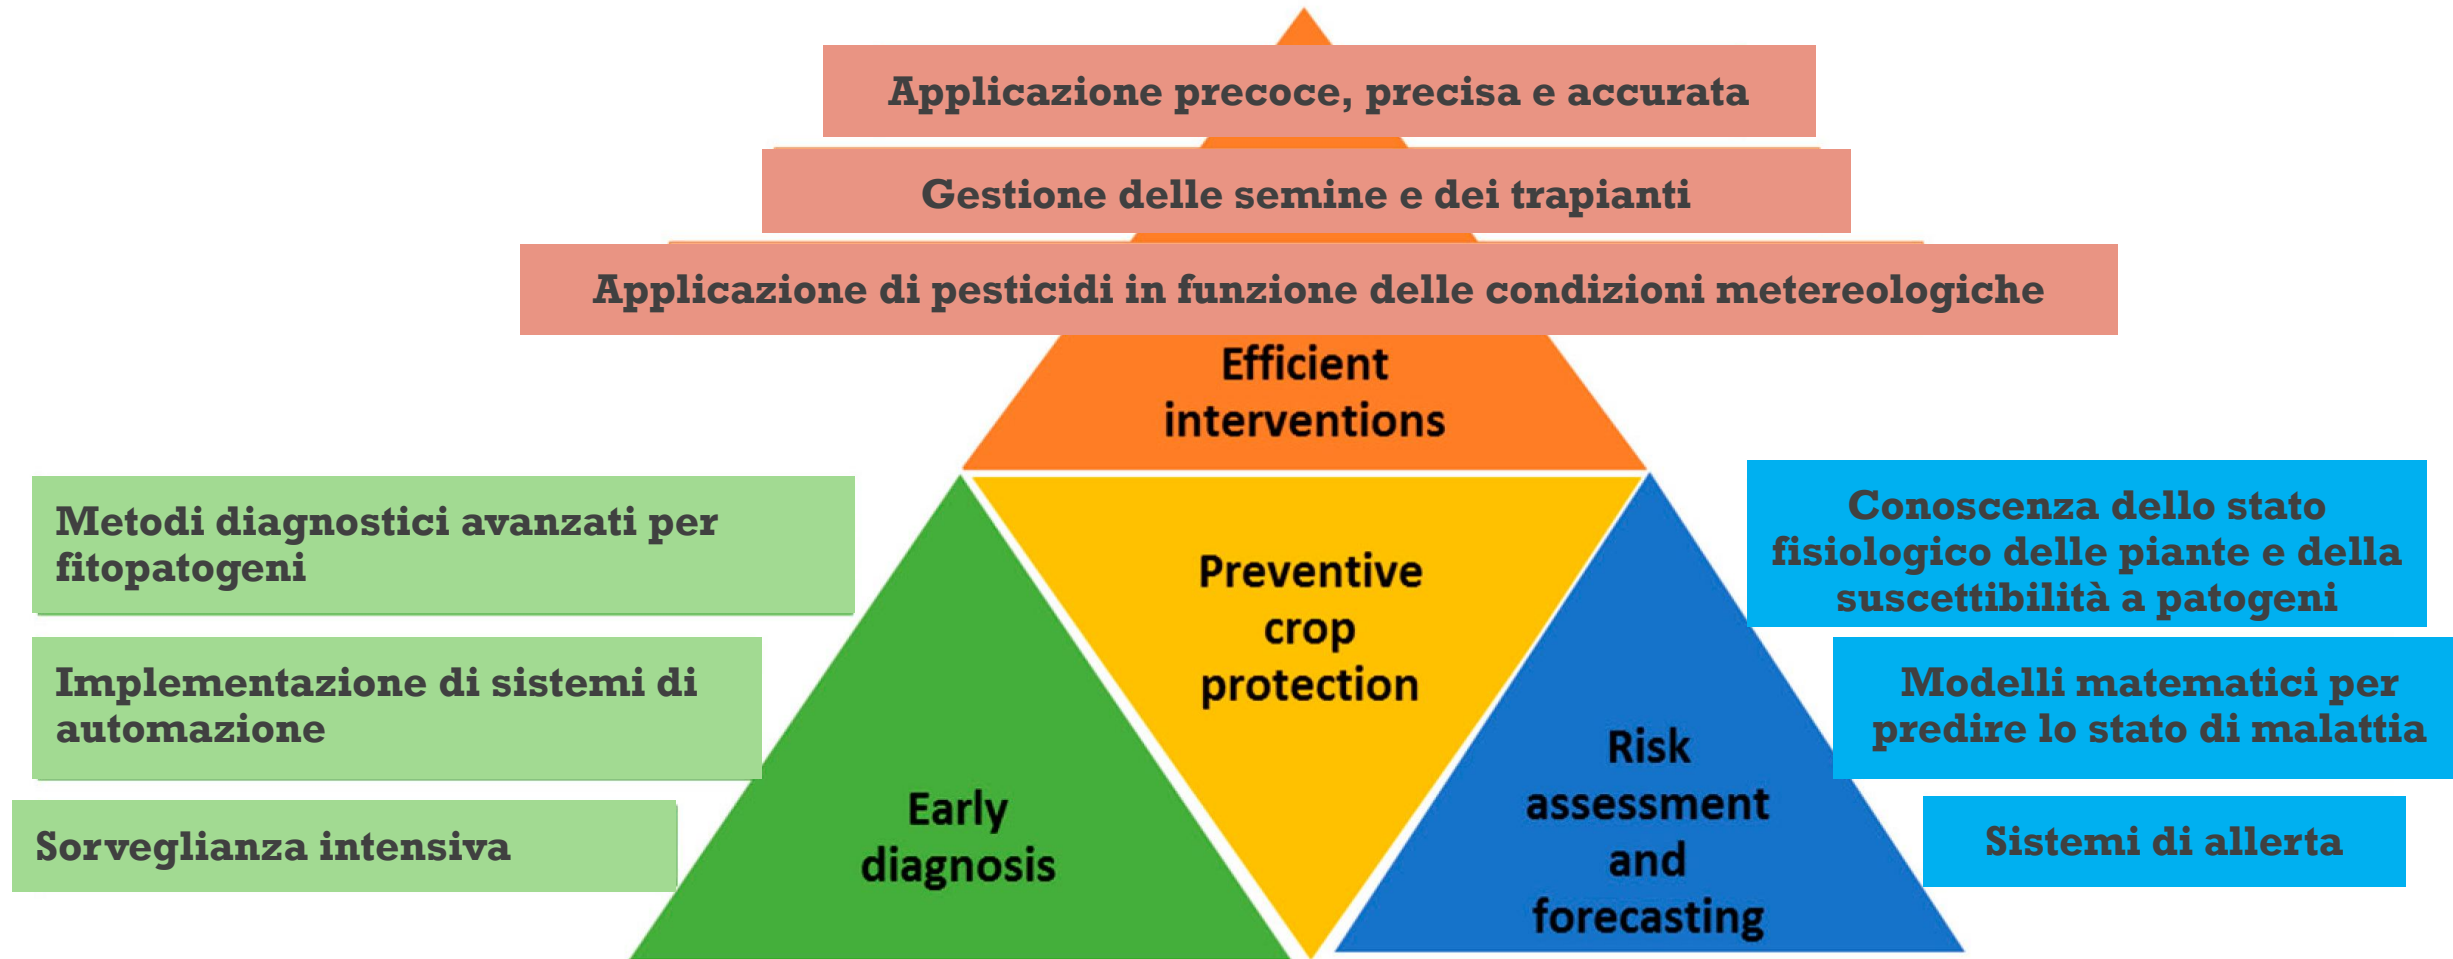 Applicazione precoce, precisa e accurata
Gestione delle semine e dei trapianti
Applicazione di pesticidi in funzione delle condizioni metereologiche
Efficient
interventions
Metodi diagnostici avanzati per
fitopatogeni
Implementazione di sistemi di
automazione
Sorveglianza intensiva
Early
diagnosis
Preventive
crop
protection
Risk
assessment
and
forecasting
Conoscenza dello stato
fisiologico delle piante e della
suscettibilità a patogeni
Modelli matematici per
predire lo stato di malattia
Sistemi di allerta